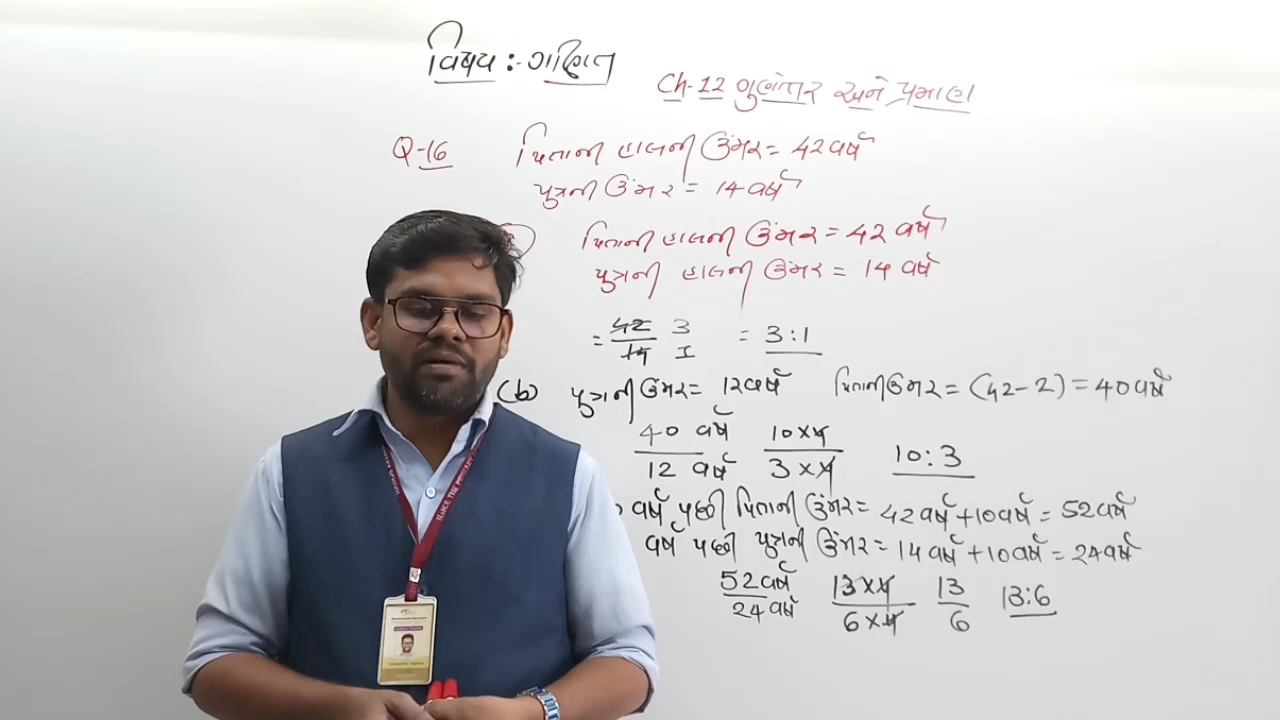 વિષય :- ગણિત
Ch-12 ગુણોત્તર અને પ્રમાણ
Q-16 પિતાની હાલની ઉંમર = 42 વર્ષ
પુત્રની ઉંમર = 14 વર્ષ
પિતાની હાલની ઉંમર = 42 વર્ષ
પુત્રની હાલની ઉંમર = 14 વર્ષ
= 42/14 3/1 = 3:1
(b) પુત્રની ઉંમર = 12 વર્ષ પિતાની ઉંમર = (42-2) = 40 વર્ષ
40 વર્ષ/12 વર્ષ 10×4/3×4 10:3
વર્ષ પછી પિતાની ઉંમર = 42 વર્ષ + 10 વર્ષ = 52 વર્ષ
વર્ષ પછી પુત્રની ઉંમર = 14 વર્ષ + 10 વર્ષ = 24 વર્ષ
52 વર્ષ/24 વર્ષ 13×4/6×4 13/6 13:6